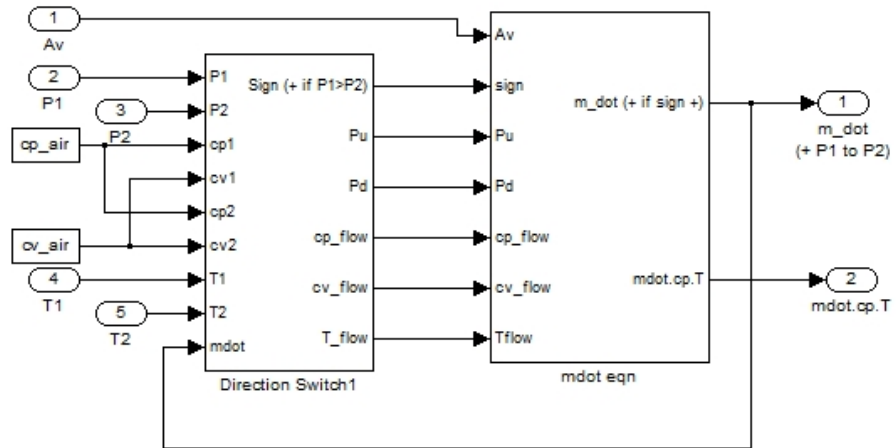 1
Av
2
P1
3
P2
cp_air
cv_air
4
T1
5
T2
P1
P2
cp1
cv1
cp2
cv2
T1
T2
mdot
Sign (+ if P1>P2)
Pu
Pd
cp_flow
cv_flow
T_flow
Direction Switch1
Av
sign
Pu
Pd
cp_flow
cv_flow
Tflow
m_dot (+ if sign +)
mdot.cp.T
mdot eqn
1
m_dot
(+ P1 to P2)
2
mdot.cp.T